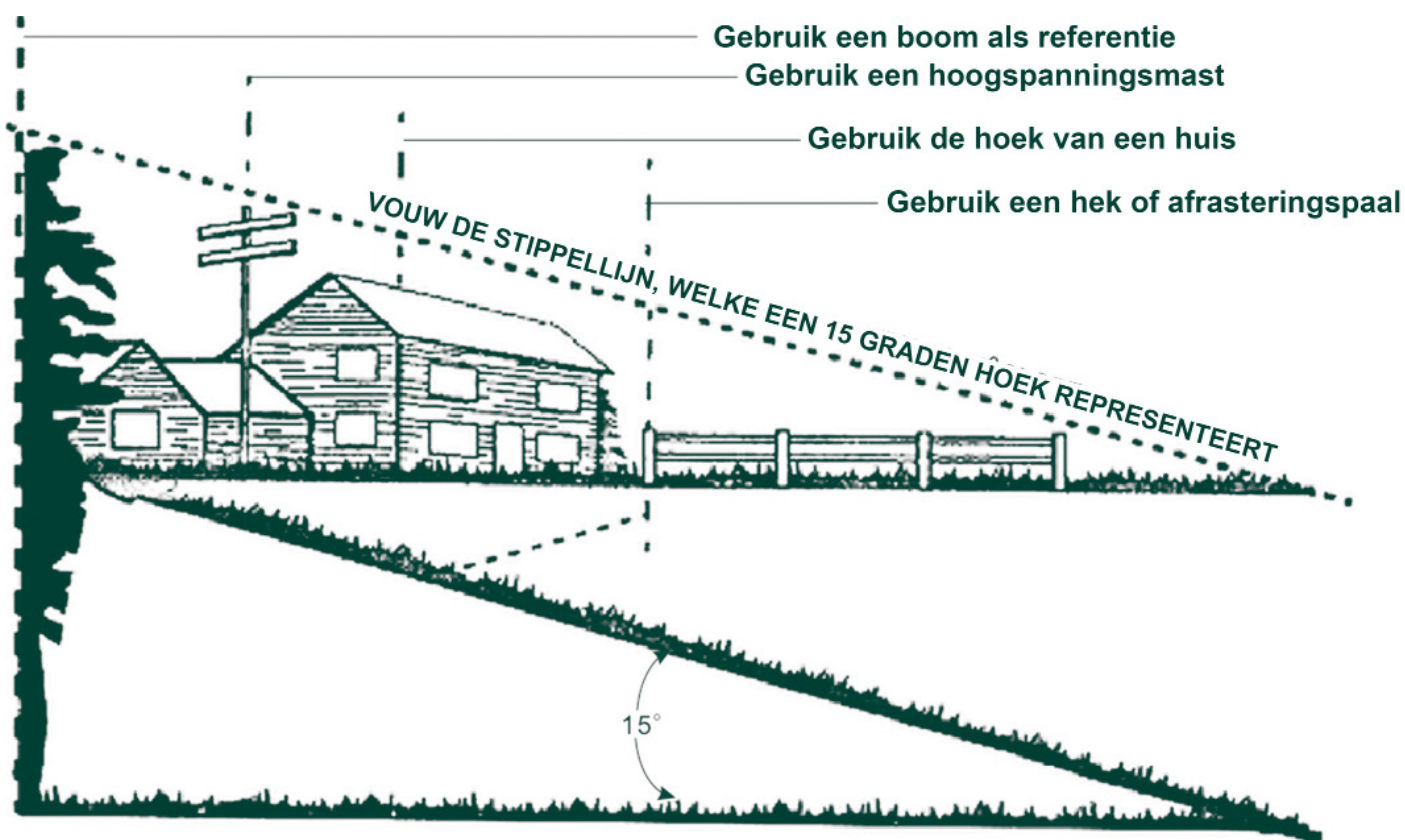 Gebruik een boom als referentie
Gebruik een hoogspanningsmast
Gebruik de hoek van een huis
Gebruik een hek of afrasteringspaal
VOUW DE STIPPELLIJN, WELKE EEN 15 GRADEN HOEK REPRESENTEERT
15°